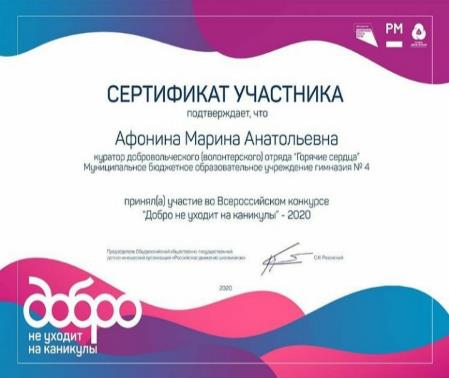 РМ
СЕРТИФИКАТ УЧАСТНИКА
подтверждает, что
Афонина Марина Анатольевна
куратор добровольческого (волонтерского) отряда "Горячие сердца"
Муниципальное бюджетное образовательное учреждение гимназия № 4
принял(а) участие во Всероссийском конкурсе
"Добро не уходит на каникулы" - 2020
Председатель Общероссийской общественно-государственной
детско-юношеской организации «Российское движение школьников»
2020
добро
не уходит
на каникулы